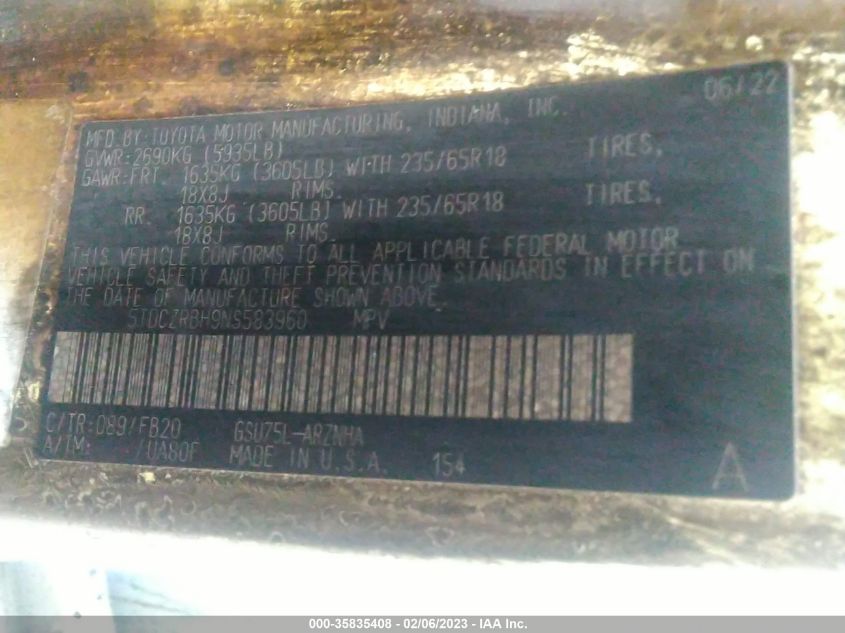 06/22
MFD.BY:TOYOTA MOTOR MANUFACTURING, INDIANA, INC.
GVWR:2690KG (5935LB)
GAWR:FRT. 1635KG (3605LB) WITH 235/65R18 TIRES,
18X8J RIMS.
RR. 1635KG (3605LB) WITH 235/65R18 TIRES,
18X8J RIMS.
THIS VEHICLE CONFORMS TO ALL APPLICABLE FEDERAL MOTOR
VEHICLE SAFETY AND THEFT PREVENTION STANDARDS IN EFFECT ON
THE DATE OF MANUFACTURE SHOWN ABOVE.
5TDCZRBH9NS583960 MPV
C/TR:089/FB20 GSU75L-ARZNHA
A/TM: /UA80F MADE IN U.S.A. 154 A
000-35835408 - 02/06/2023 - IAA Inc.